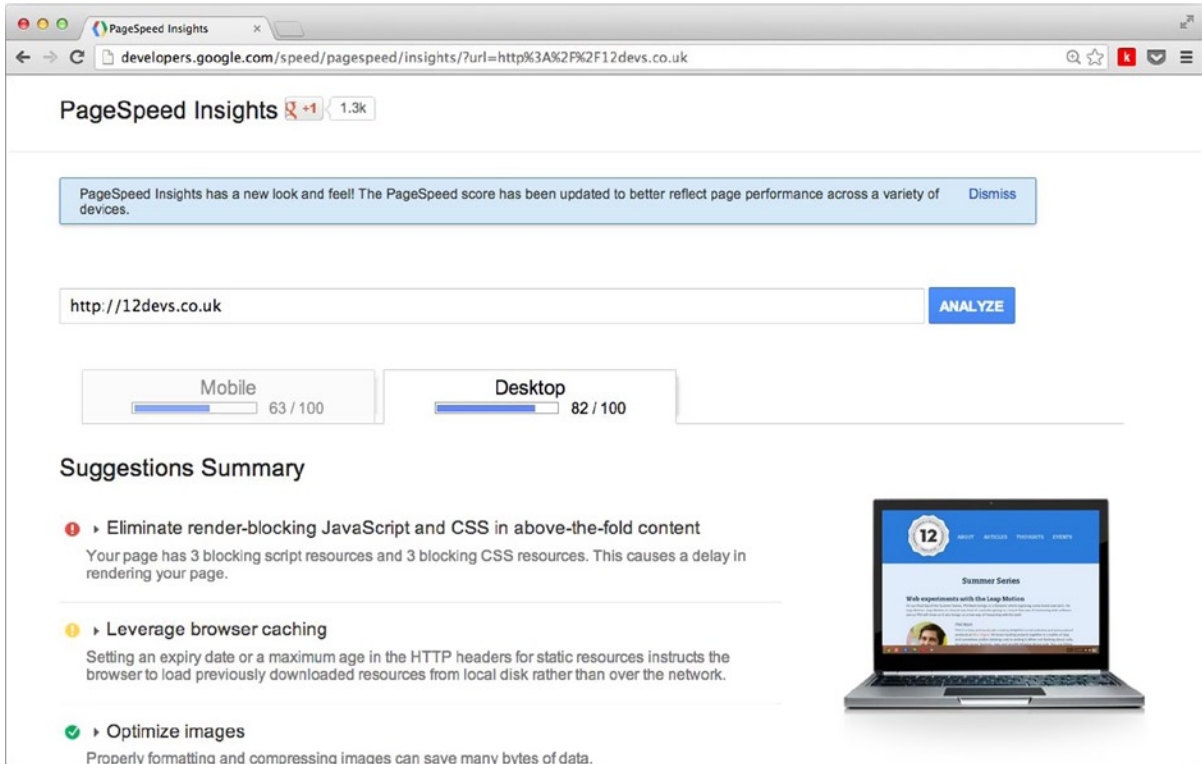 PageSpeed Insights
developers.google.com/speed/pagespeed/insights/?url=http%3A%2F%2F12devs.co.uk
k
PageSpeed Insights
+1
1.3k
PageSpeed Insights has a new look and feel! The PageSpeed score has been updated to better reflect page performance across a variety of
devices.
Dismiss
http://12devs.co.uk
ANALYZE
Mobile
63 / 100
Desktop
82 / 100
Suggestions Summary
Eliminate render-blocking JavaScript and CSS in above-the-fold content
Your page has 3 blocking script resources and 3 blocking CSS resources. This causes a delay in
rendering your page.
12
ABOUT ARTICLES THOUGHTS EVENTS
Summer Series
Web experiments with the Leap Motion
Leverage browser caching
Setting an expiry date or a maximum age in the HTTP headers for static resources instructs the
browser to load previously downloaded resources from local disk rather than over the network.
Optimize images
Properly formatting and compressing images can save many bytes of data.